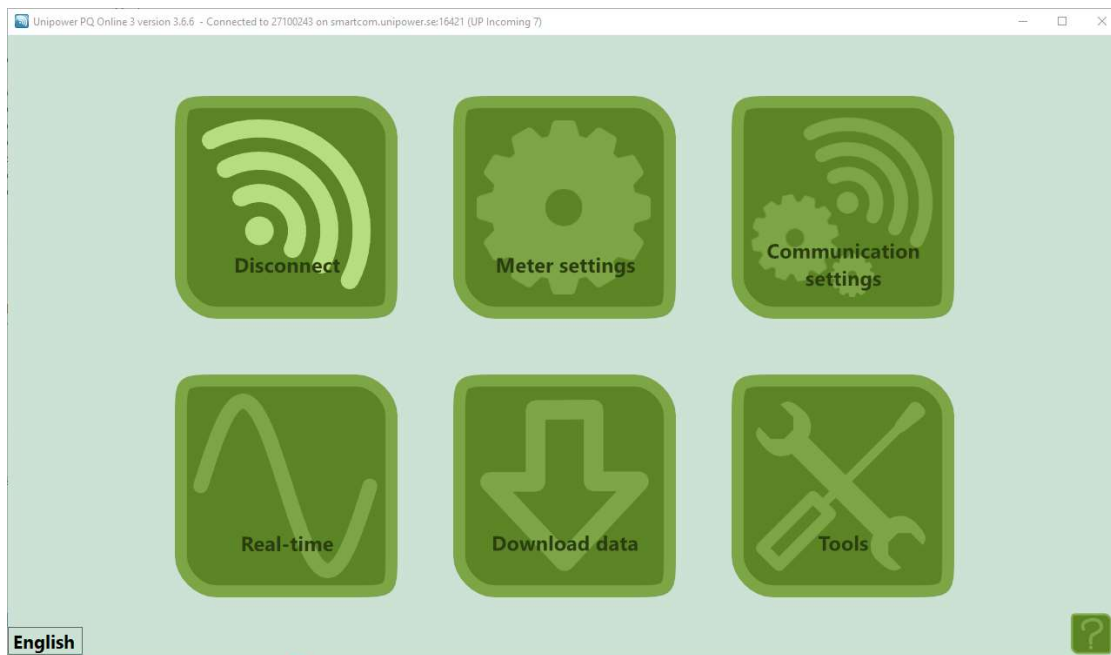 Unipower PQ Online 3 version 3.6.6 - Connected to 27100243 on smartcom.unipower.se:16421 (UP Incoming 7)
Disconnect
Meter settings
Communication
settings
Real-time
Download data
Tools
English
?